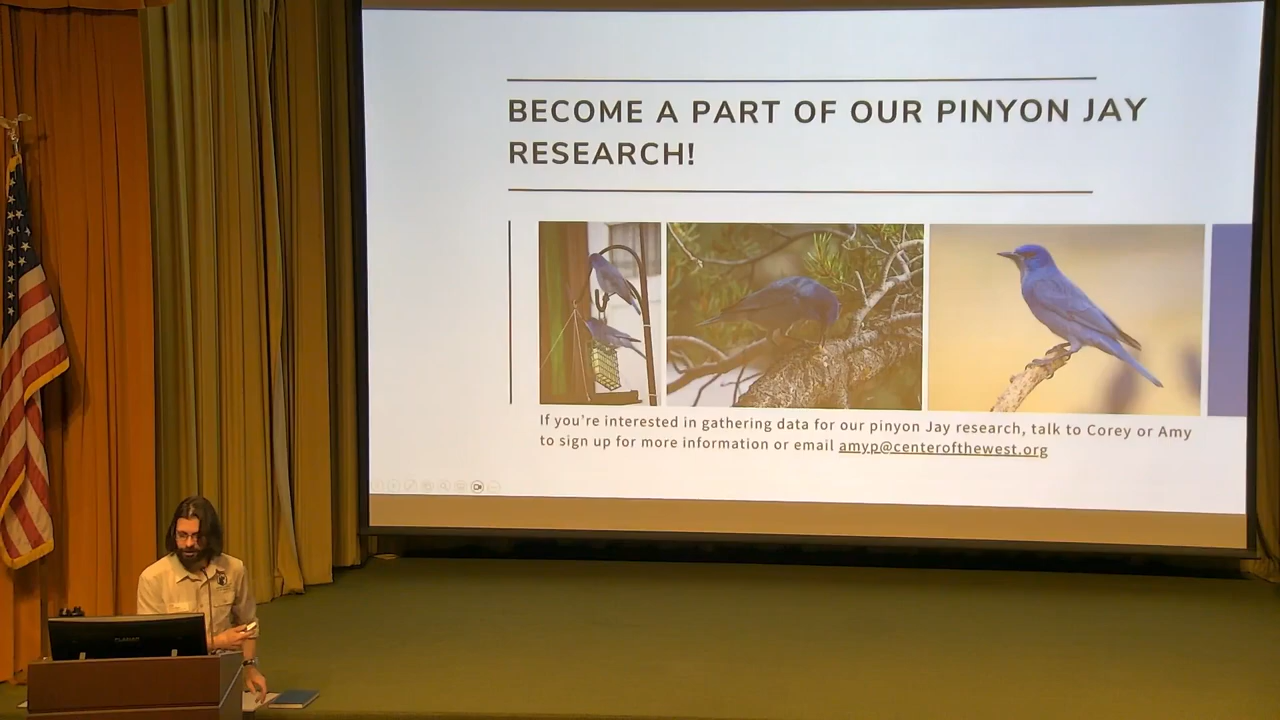 BECOME A PART OF OUR PINYON JAY
RESEARCH!
If you're interested in gathering data for our pinyon Jay research, talk to Corey or Amy
to sign up for more information or email amyp@centerofthewest.org